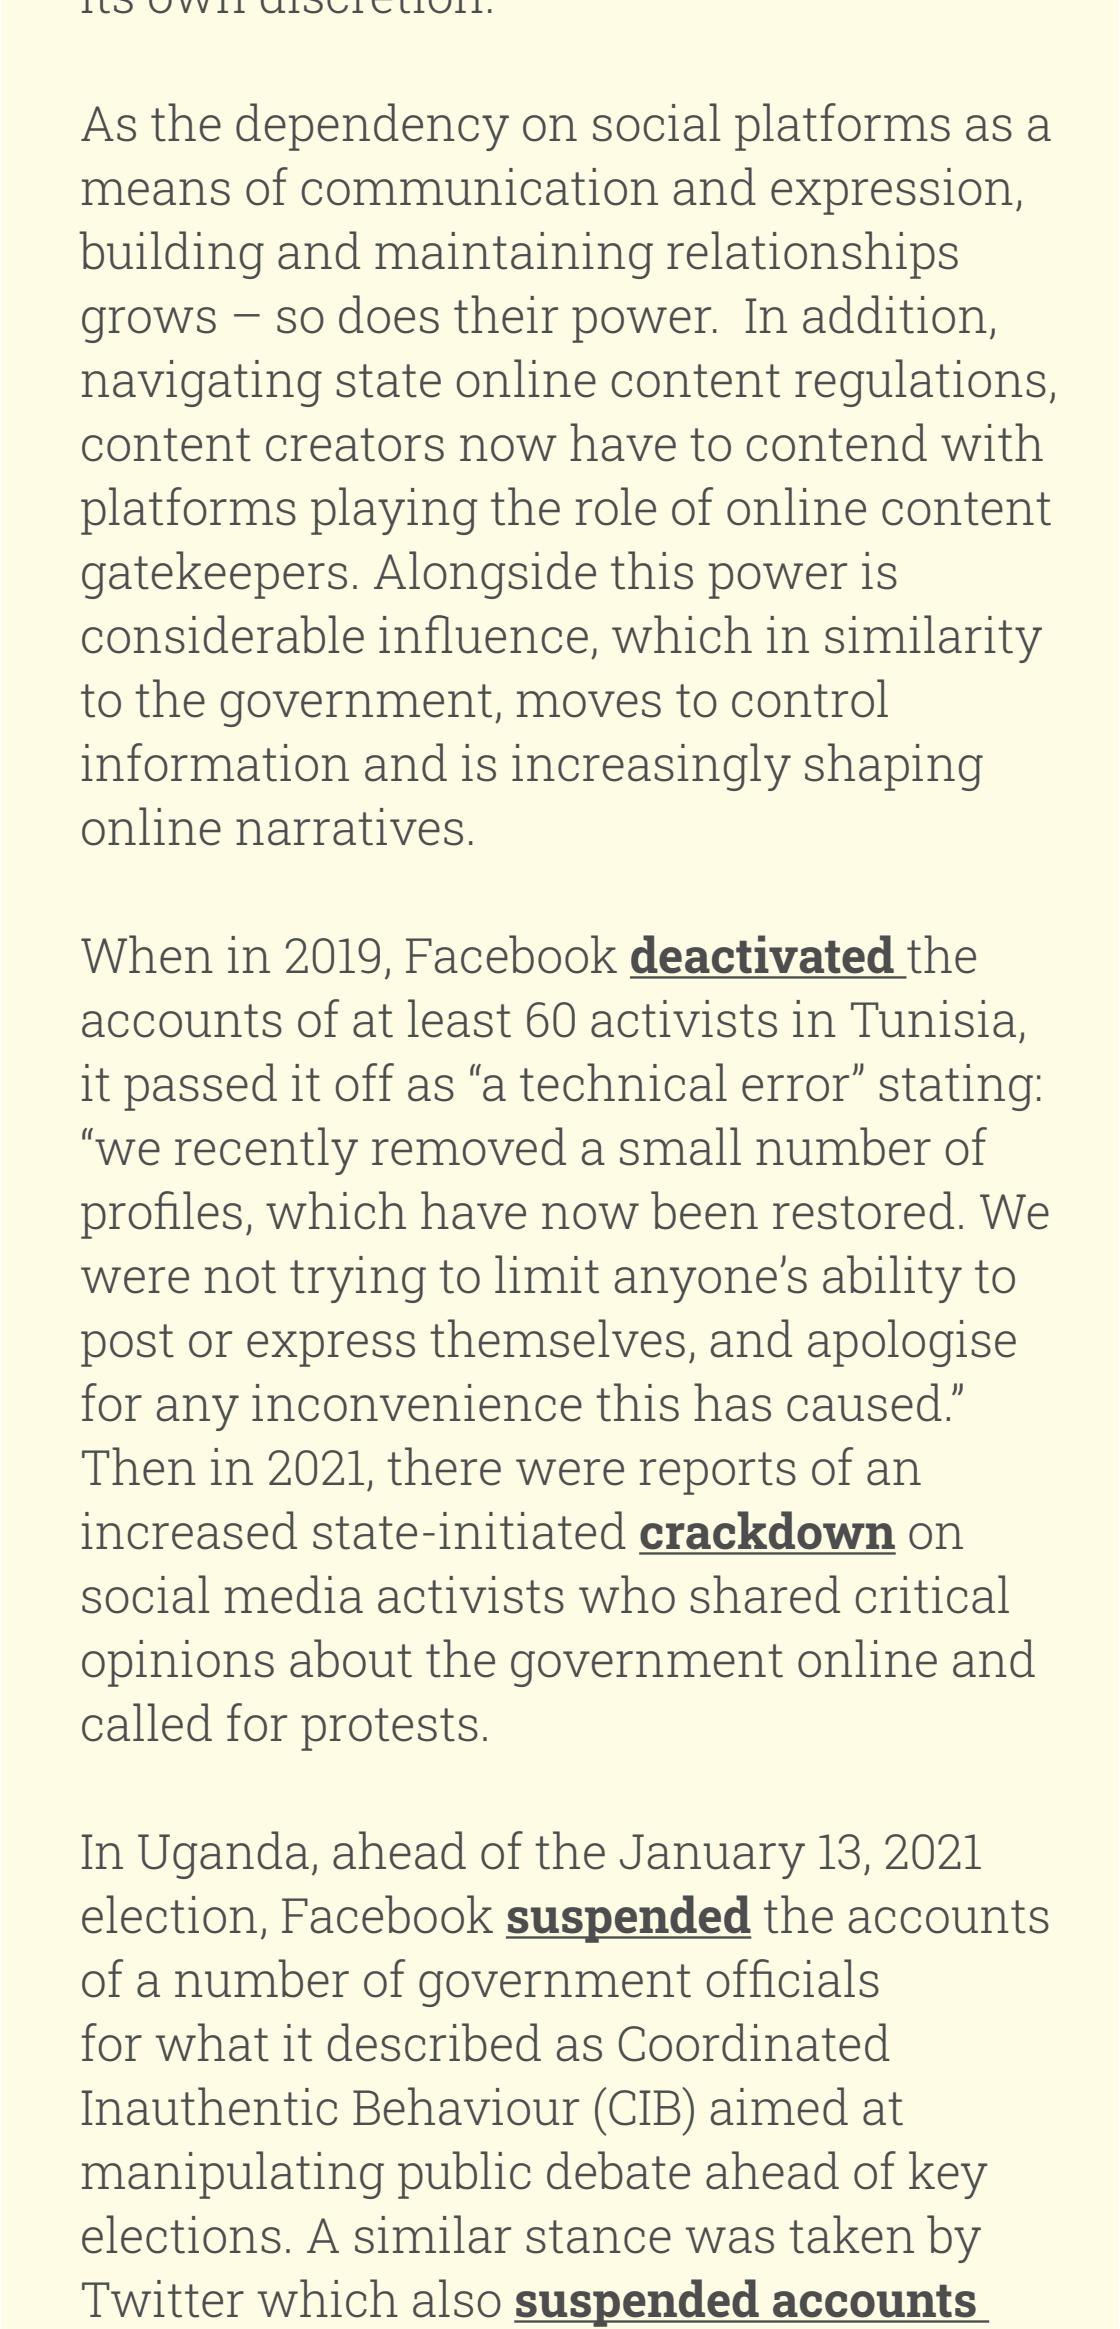 its own discretion.
As the dependency on social platforms as a
means of communication and expression,
building and maintaining relationships
grows – so does their power.  In addition,
navigating state online content regulations,
content creators now have to contend with
platforms playing the role of online content
gatekeepers. Alongside this power is
considerable influence, which in similarity
to the government, moves to control
information and is increasingly shaping
online narratives.
When in 2019, Facebook deactivated the
accounts of at least 60 activists in Tunisia,
it passed it off as “a technical error” stating:
“we recently removed a small number of
profiles, which have now been restored. We
were not trying to limit anyone’s ability to
post or express themselves, and apologise
for any inconvenience this has caused.”
Then in 2021, there were reports of an
increased state-initiated crackdown on
social media activists who shared critical
opinions about the government online and
called for protests.
In Uganda, ahead of the January 13, 2021
election, Facebook suspended the accounts
of a number of government officials
for what it described as Coordinated
Inauthentic Behaviour (CIB) aimed at
manipulating public debate ahead of key
elections. A similar stance was taken by
Twitter which also suspended accounts